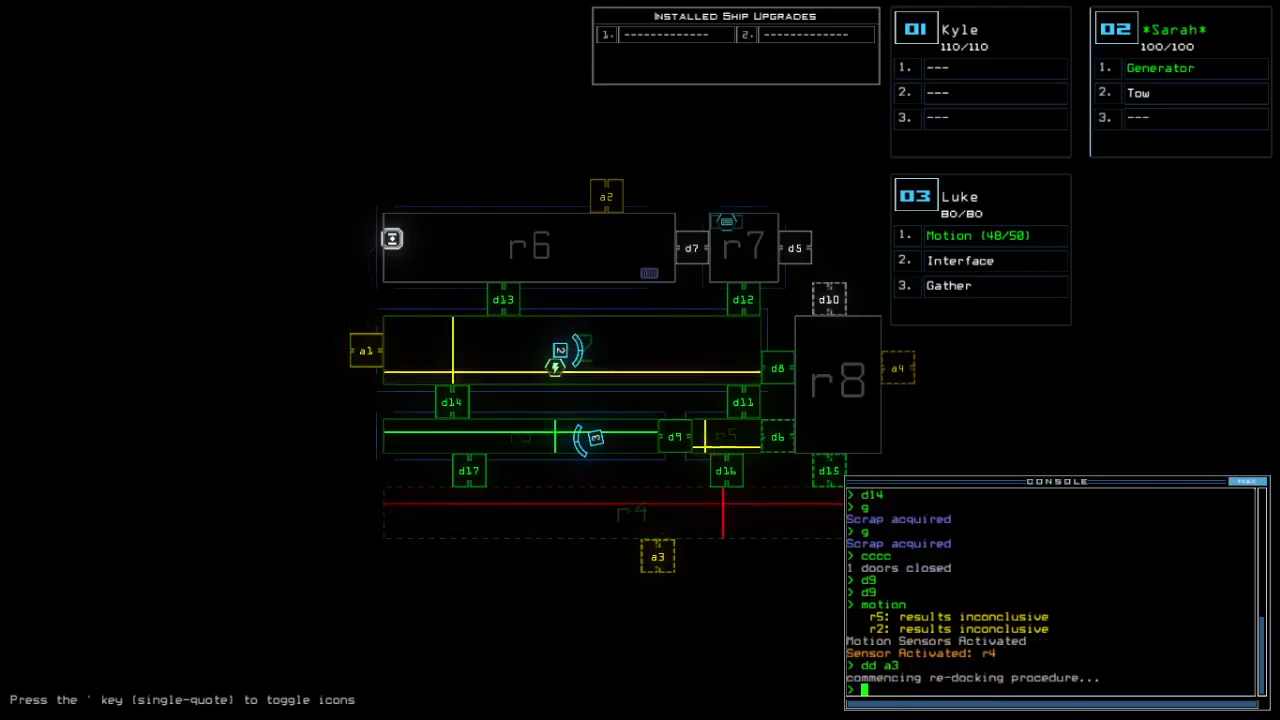 Installed Ship Upgrades
1. ------------- 2. -------------
01 Kyle
110/110
1. ---
2. ---
3. ---
02 *Sarah*
100/100
1. Generator
2. Tow
3. ---
03 Luke
80/80
1. Motion (48/50)
2. Interface
3. Gather
a2
r6
d7
r7
d5
d13
d12
d10
a1
2
d8
r8
a4
d14
d11
3
d9
r5
d6
d17
d16
d15
r4
a3
CONSOLE
> d14
> g
Scrap acquired
> g
Scrap acquired
> cccc
1 doors closed
> d9
> d9
> motion
r5: results inconclusive
r2: results inconclusive
Motion Sensors Activated
Sensor Activated: r4
> dd a3
commencing re-docking procedure...
>
Press the ' key (single-quote) to toggle icons